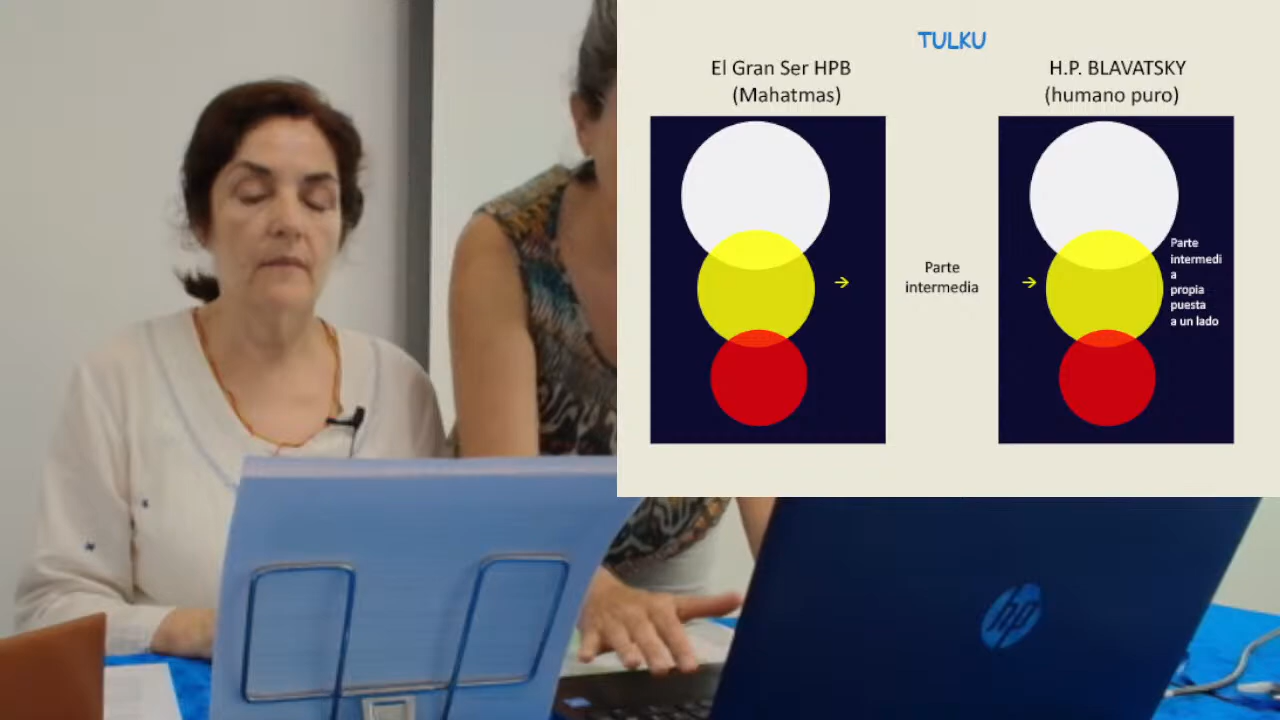 TULKU
El Gran Ser HPB
(Mahatmas)
H.P. BLAVATSKY
(humano puro)
Parte
intermedia
Parte
intermedi
a
propia
puesta
a un lado
hp